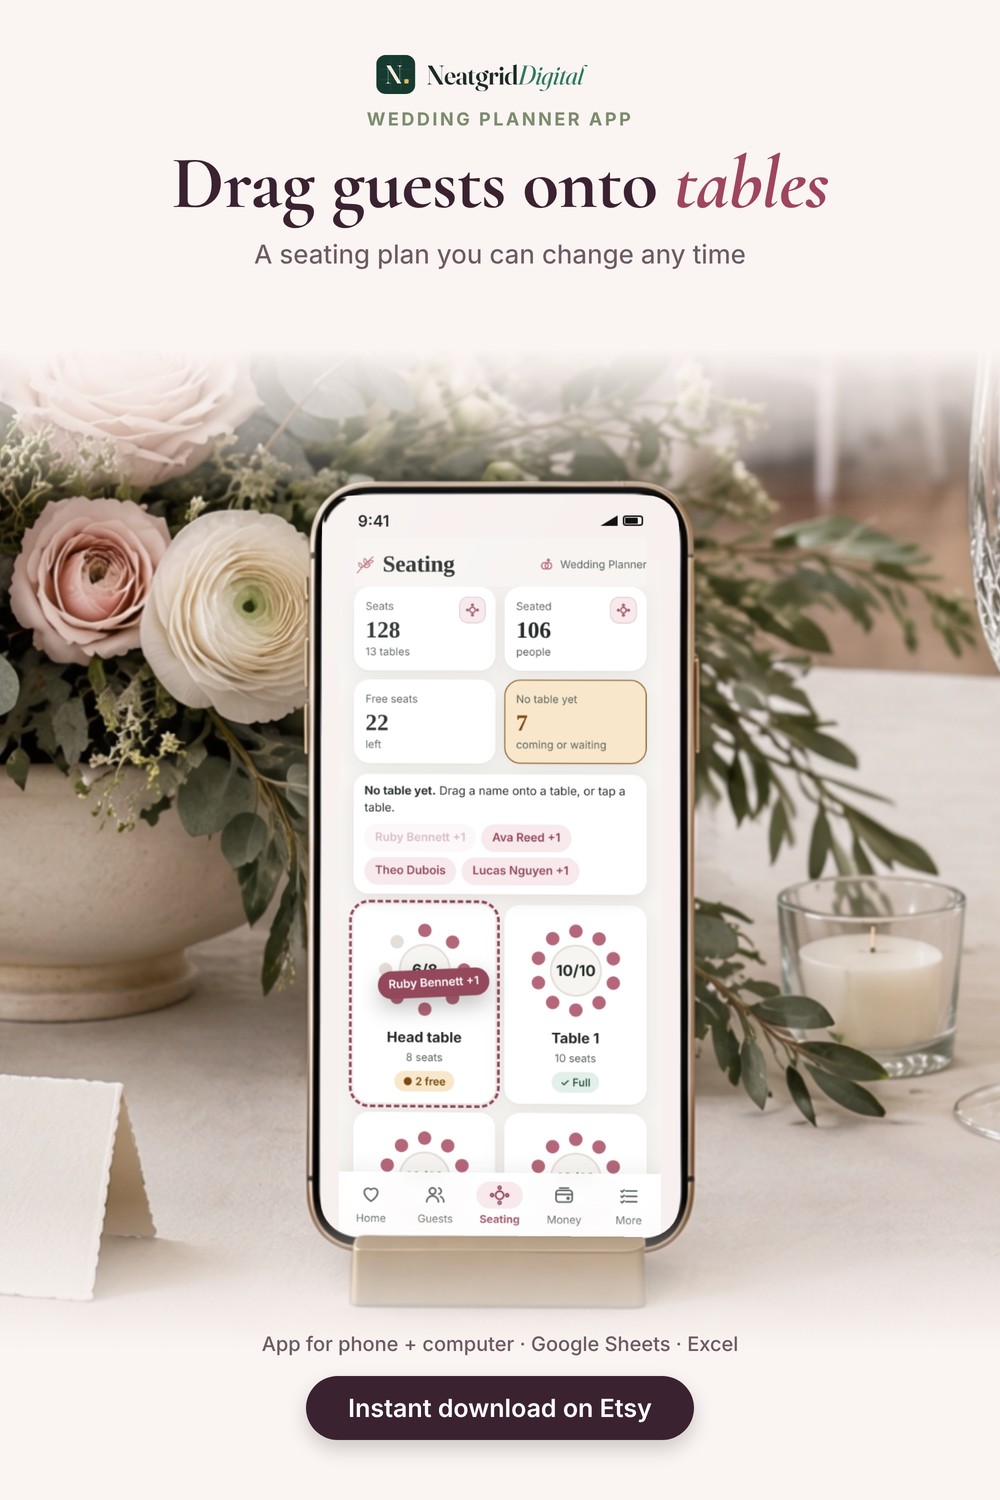 N.
NeatgridDigital
WEDDING PLANNER APP
Drag guests onto tables
A seating plan you can change any time
9:41
Seating
Wedding Planner
Seats
128
13 tables
Seated
106
people
Free seats
22
left
No table yet
7
coming or waiting
No table yet. Drag a name onto a table, or tap a
table.
Ruby Bennett +1
Ava Reed +1
Theo Dubois
Lucas Nguyen +1
Ruby Bennett +1
Head table
8 seats
2 free
10/10
Table 1
10 seats
✓ Full
Home
Guests
Seating
Money
More
App for phone + computer · Google Sheets · Excel
Instant download on Etsy